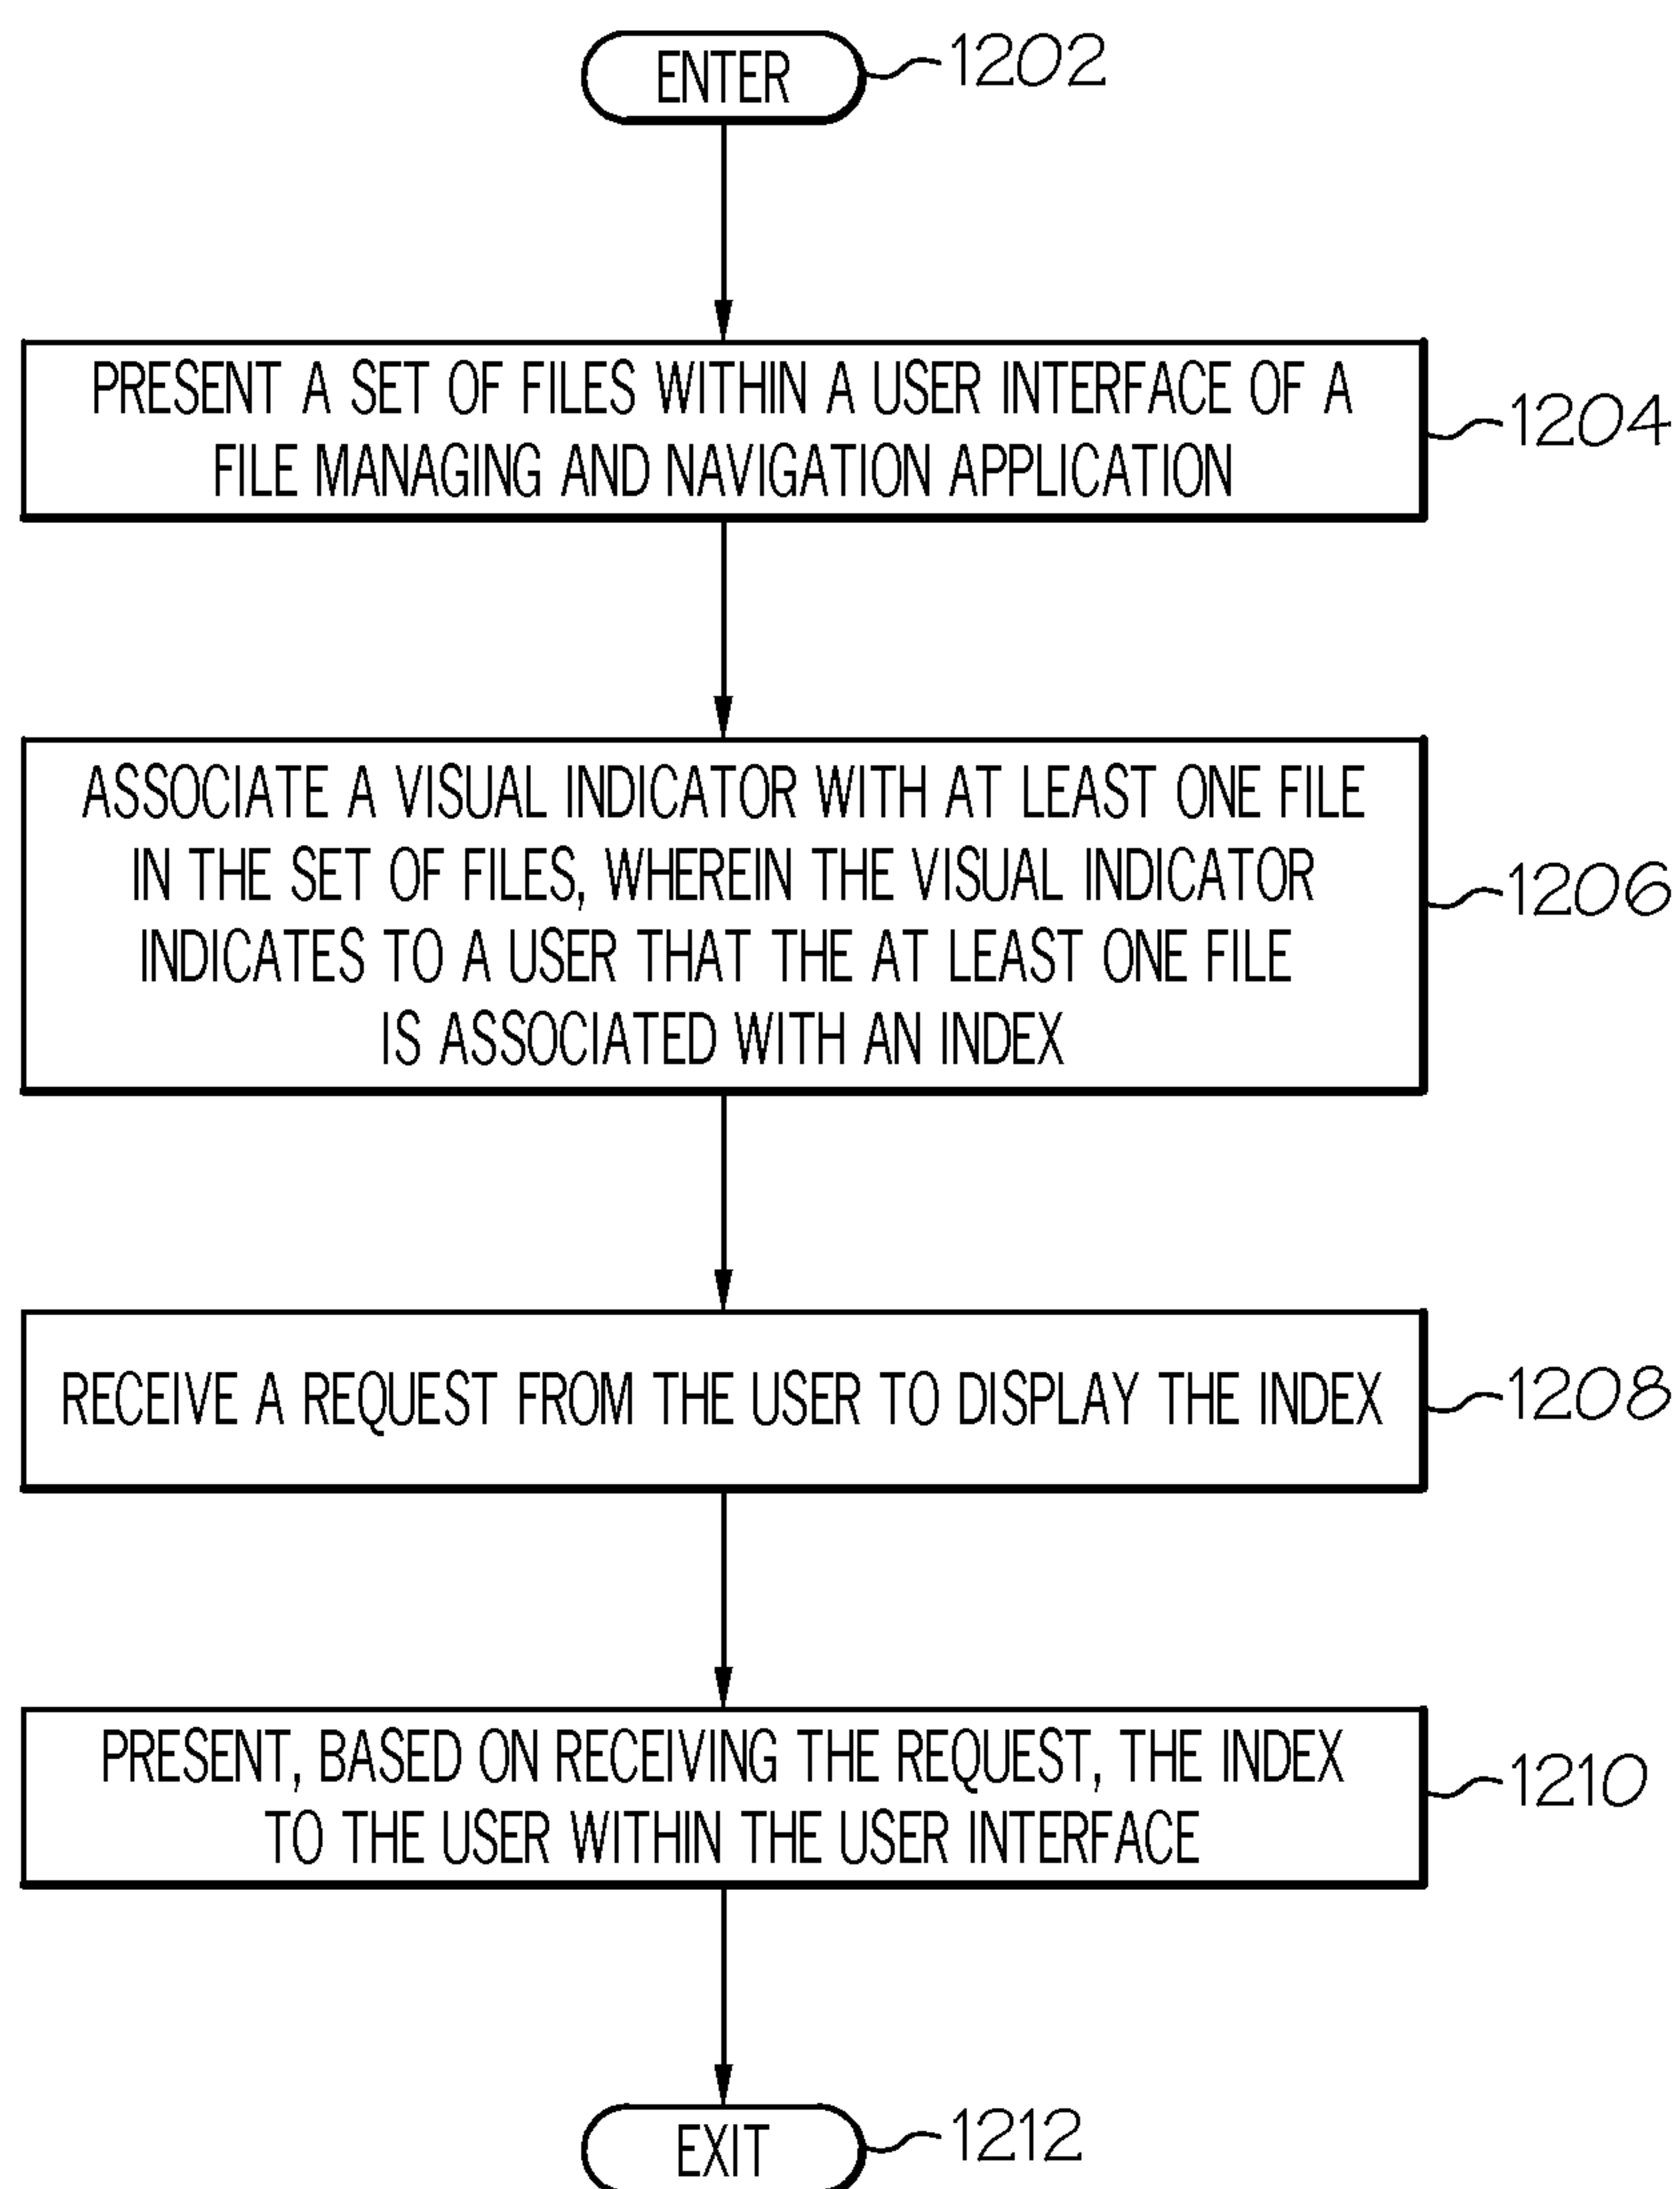 ENTER
1202
PRESENT A SET OF FILES WITHIN A USER INTERFACE OF A
FILE MANAGING AND NAVIGATION APPLICATION
1204
ASSOCIATE A VISUAL INDICATOR WITH AT LEAST ONE FILE
IN THE SET OF FILES, WHEREIN THE VISUAL INDICATOR
INDICATES TO A USER THAT THE AT LEAST ONE FILE
IS ASSOCIATED WITH AN INDEX
1206
RECEIVE A REQUEST FROM THE USER TO DISPLAY THE INDEX
1208
PRESENT, BASED ON RECEIVING THE REQUEST, THE INDEX
TO THE USER WITHIN THE USER INTERFACE
1210
EXIT
1212